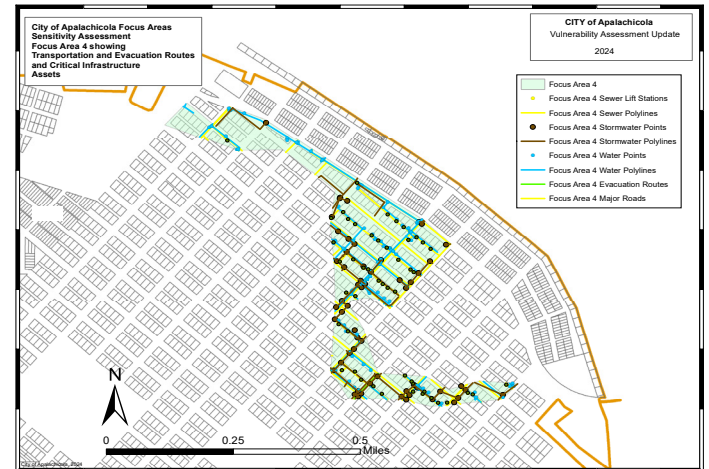 City of Apalachicola Focus Areas
Sensitivity Assessment
Focus Area 4 showing
Transportation and Evacuation Routes
and Critical Infrastructure
Assets
CITY of Apalachicola
Vulnerability Assessment Update
2024
Focus Area 4
Focus Area 4 Sewer Lift Stations
Focus Area 4 Sewer Polylines
Focus Area 4 Stormwater Points
Focus Area 4 Stormwater Polylines
Focus Area 4 Water Points
Focus Area 4 Water Polylines
Focus Area 4 Evacuation Routes
Focus Area 4 Major Roads
N
0 0.25 0.5
Miles
City of Apalachicola, 2024